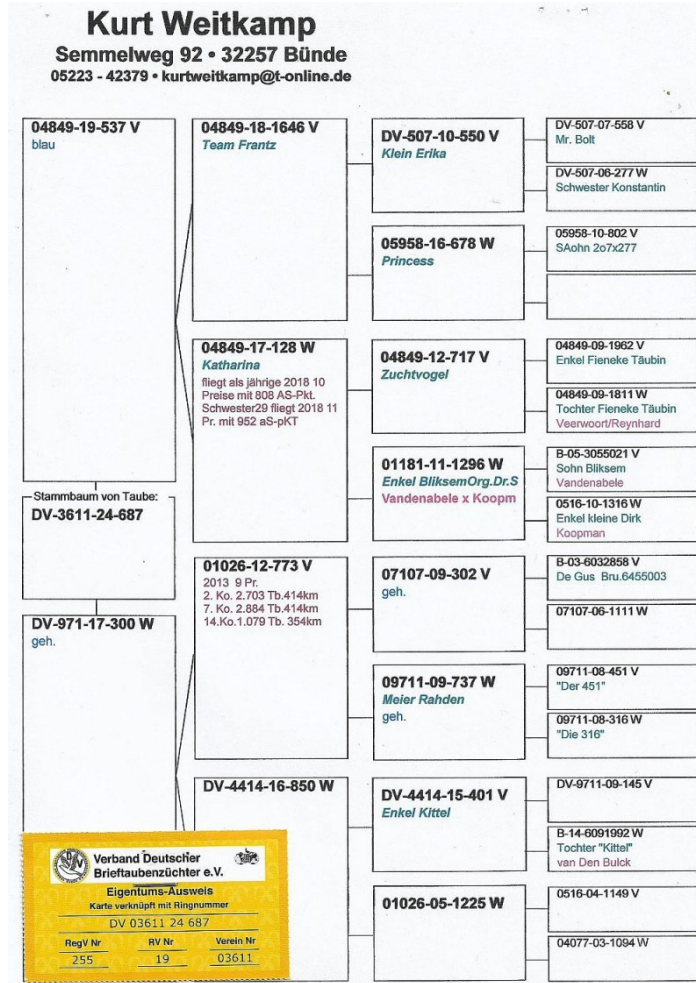 Kurt Weitkamp
Semmelweg 92 • 32257 Bünde
05223 - 42379 • kurtweitkamp@t-online.de
04849-19-537 V
blau
Stammbaum von Taube:
DV-3611-24-687
DV-971-17-300 W
geh.
04849-18-1646 V
Team Frantz
04849-17-128 W
Katharina
fliegt als jährige 2018 10
Preise mit 808 AS-Pkt.
Schwester29 fliegt 2018 11
Pr. mit 952 aS-pKT
01026-12-773 V
2013 9 Pr.
2. Ko. 2.703 Tb.414km
7. Ko. 2.884 Tb.414km
14.Ko.1.079 Tb. 354km
DV-4414-16-850 W
DV-507-10-550 V
Klein Erika
05958-16-678 W
Princess
04849-12-717 V
Zuchtvogel
01181-11-1296 W
Enkel BliksemOrg.Dr.S
Vandenabele x Koopm
07107-09-302 V
geh.
09711-09-737 W
Meier Rahden
geh.
DV-4414-15-401 V
Enkel Kittel
01026-05-1225 W
DV-507-07-558 V
Mr. Bolt
DV-507-06-277 W
Schwester Konstantin
05958-10-802 V
SAohn 2o7x277
04849-09-1962 V
Enkel Fieneke Täubin
04849-09-1811 W
Tochter Fieneke Täubin
Veerwoort/Reynhard
B-05-3055021 V
Sohn Bliksem
Vandenabele
0516-10-1316 W
Enkel kleine Dirk
Koopman
B-03-6032858 V
De Gus Bru.6455003
07107-06-1111 W
09711-08-451 V
"Der 451"
09711-08-316 W
"Die 316"
DV-9711-09-145 V
B-14-6091992 W
Tochter "Kittel"
van Den Bulck
0516-04-1149 V
04077-03-1094 W
Verband Deutscher
Brieftaubenzüchter e.V.
Eigentums-Ausweis
Karte verknüpft mit Ringnummer
DV 03611 24 687
RegV Nr RV Nr Verein Nr
255 19 03611